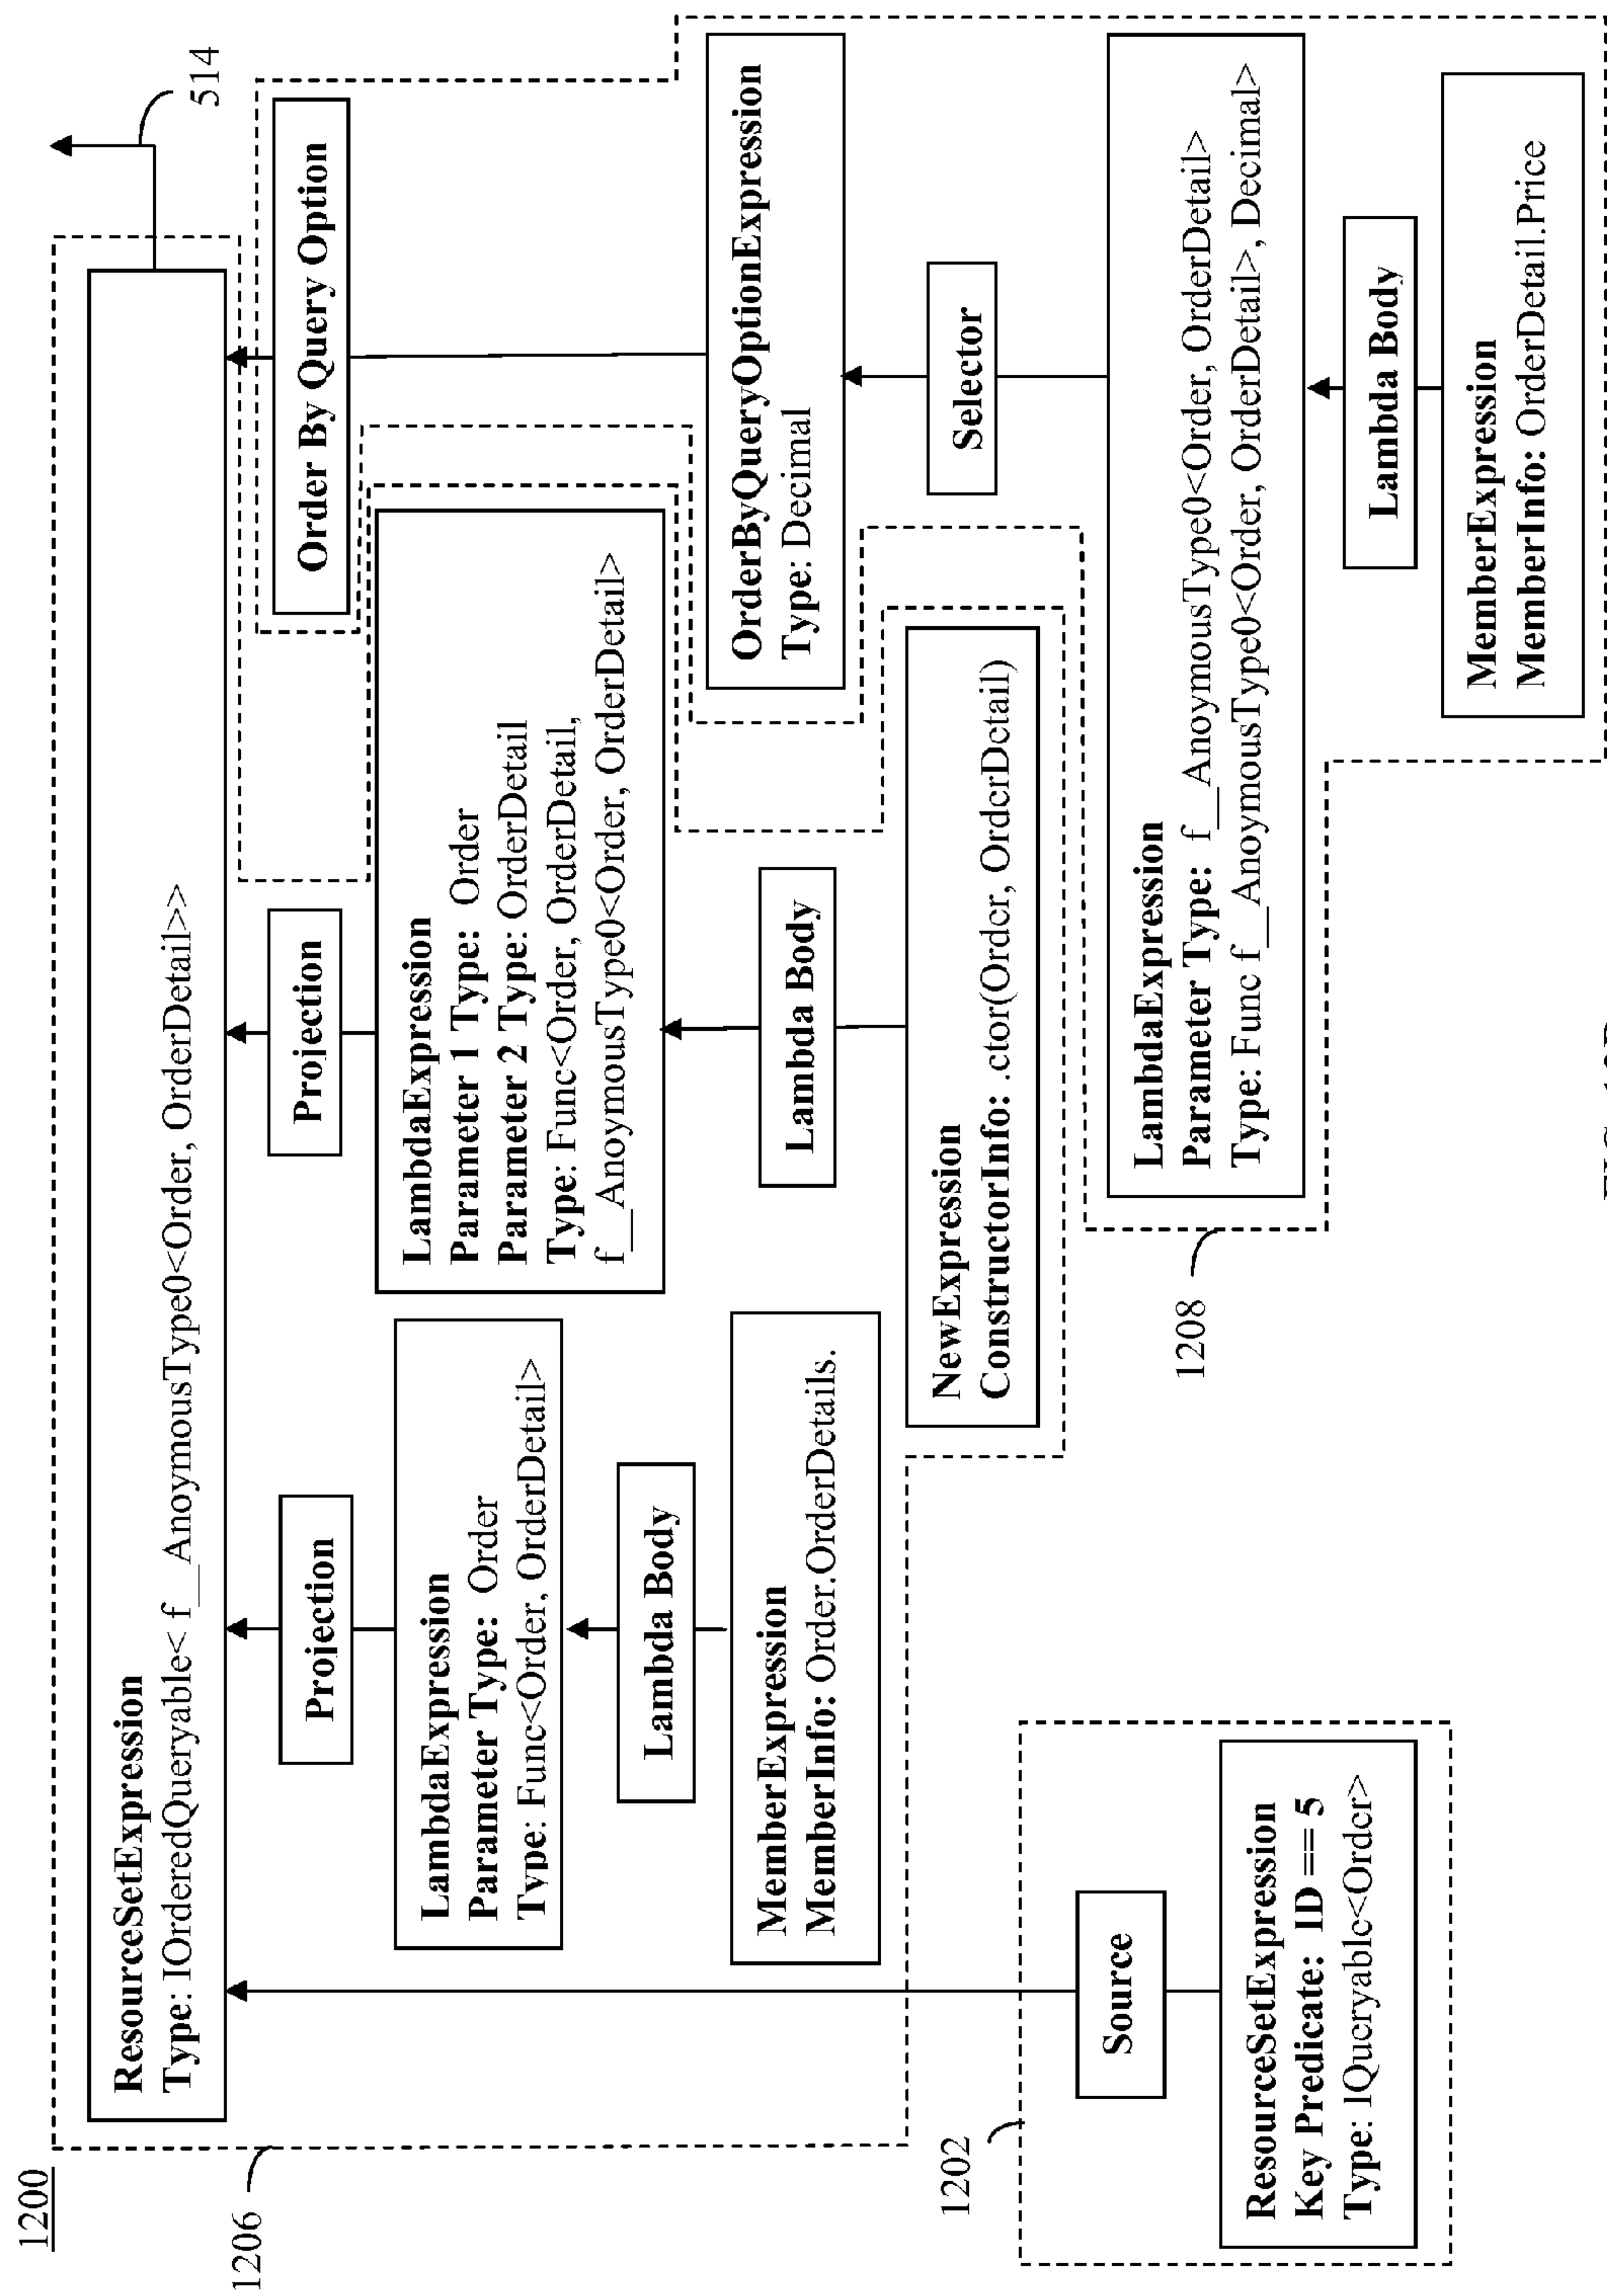 1200
514
ResourceSetExpression
Type: IOrderedQueryable< f__AnoymousType0<Order, OrderDetail>>
1206
Projection
Projection
Order By Query Option
LambdaExpression
Parameter Type: Order
Type: Func<Order, OrderDetail>
LambdaExpression
Parameter 1 Type: Order
Parameter 2 Type: OrderDetail
Type: Func<Order, OrderDetail,
f__AnoymousType0<Order, OrderDetail>
Lambda Body
Lambda Body
OrderByQueryOptionExpression
Type: Decimal
MemberExpression
MemberInfo: Order.OrderDetails.
NewExpression
ConstructorInfo: .ctor(Order, OrderDetail)
Selector
1202
Source
1208
LambdaExpression
Parameter Type: f__AnoymousType0<Order, OrderDetail>
Type: Func f__AnoymousType0<Order, OrderDetail>, Decimal>
ResourceSetExpression
Key Predicate: ID == 5
Type: IQueryable<Order>
Lambda Body
MemberExpression
MemberInfo: OrderDetail.Price